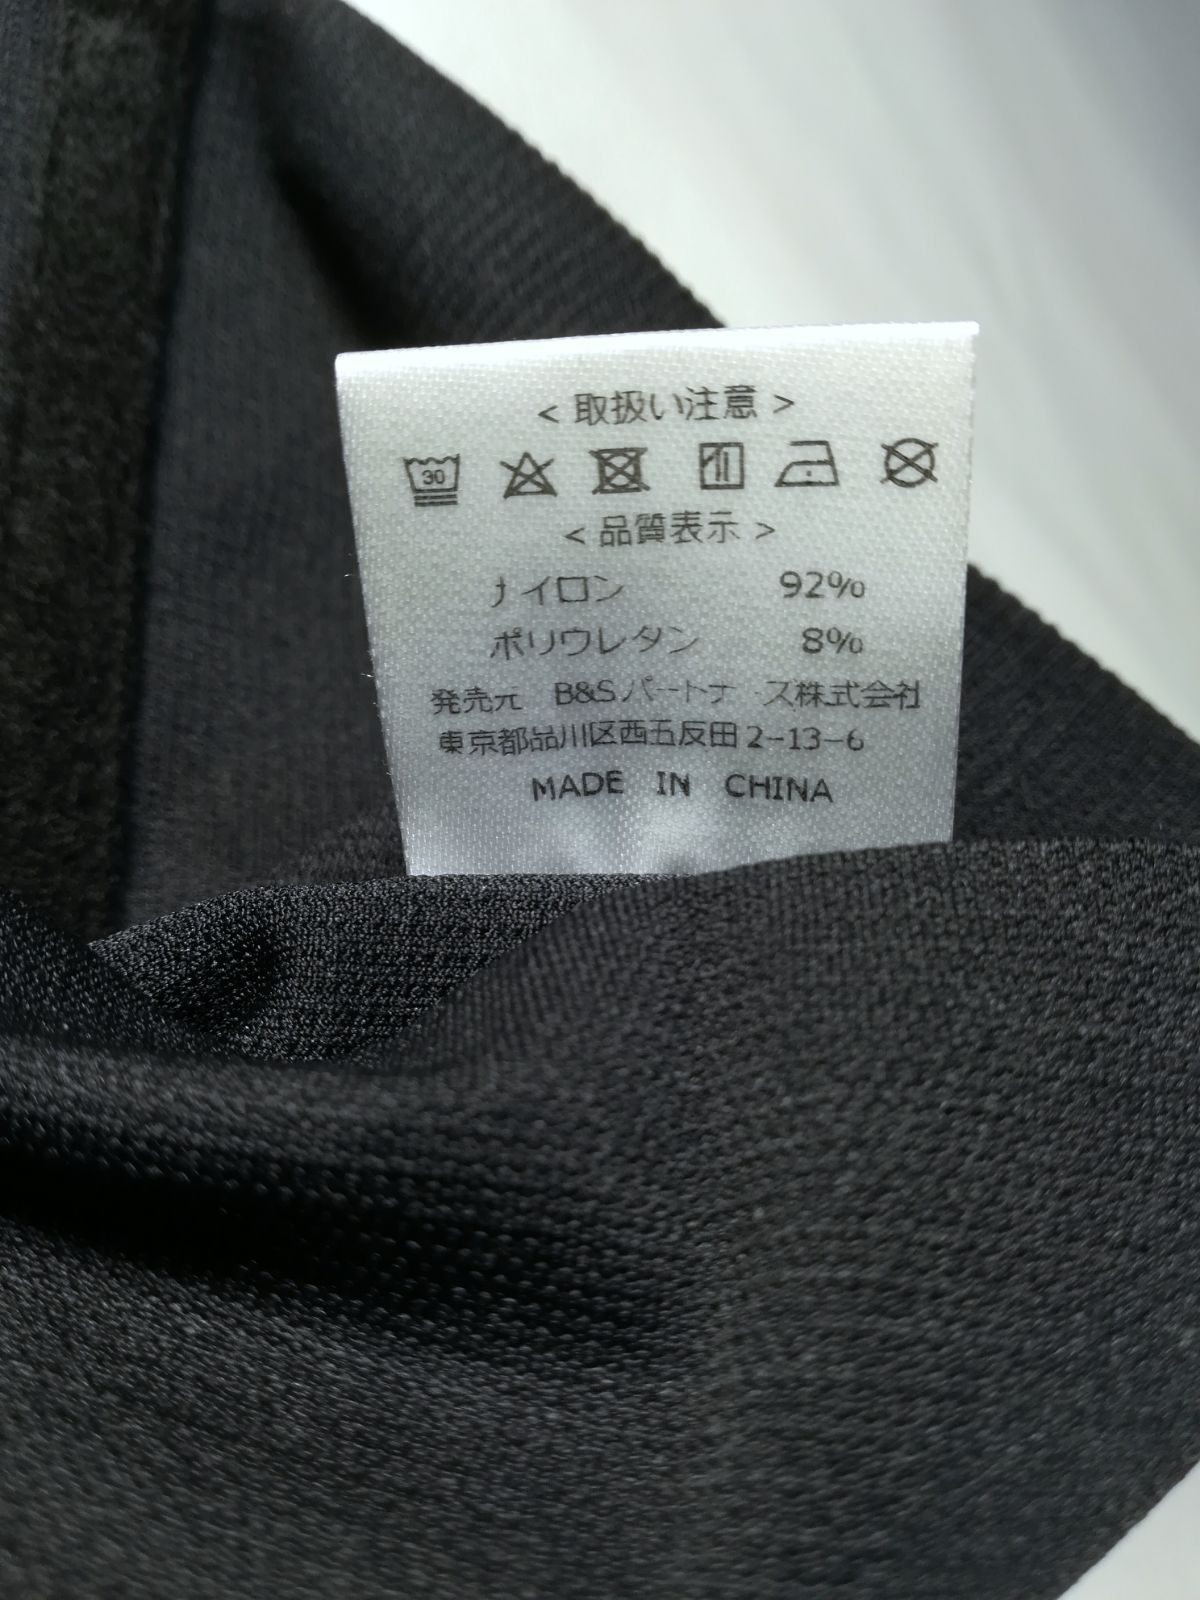 < 取扱い注意 >
30
< 品質表示 >
ナイロン 92%
ポリウレタン 8%
発売元 B&Sパートナーズ株式会社
東京都品川区西五反田2-13-6
MADE IN CHINA